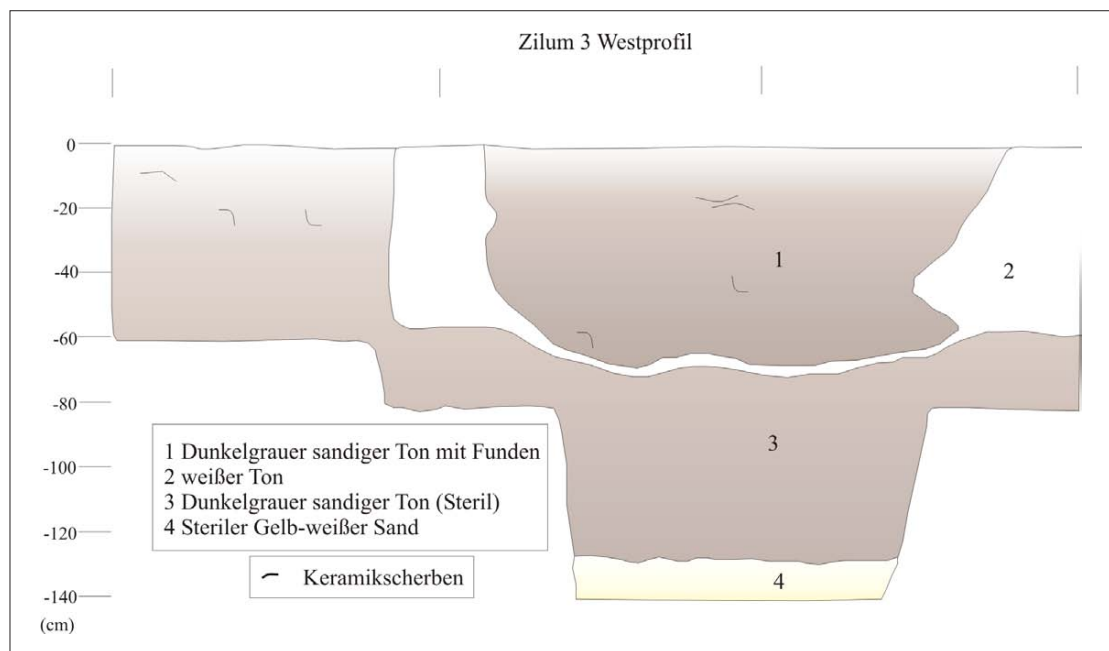 Zilum 3 Westprofil
0
-20
-40
-60
-80
-100
-120
-140
(cm)
1
2
3
4
1 Dunkelgrauer sandiger Ton mit Funden
2 weißer Ton
3 Dunkelgrauer sandiger Ton (Steril)
4 Steriler Gelb-weißer Sand
Keramikscherben